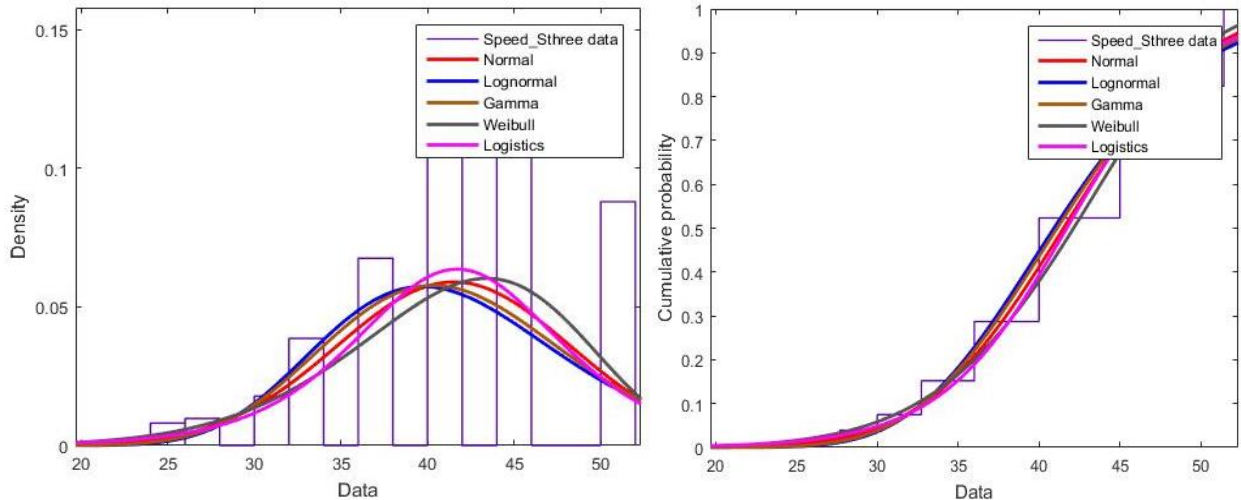 0.15
0.1
0.05
0
Density
20
25
30
35
40
45
50
Data
Speed_Sthree data
Normal
Lognormal
Gamma
Weibull
Logistics
1
0.9
0.8
0.7
0.6
0.5
0.4
0.3
0.2
0.1
0
Cumulative probability
20
25
30
35
40
45
50
Data
Speed_Sthree data
Normal
Lognormal
Gamma
Weibull
Logistics